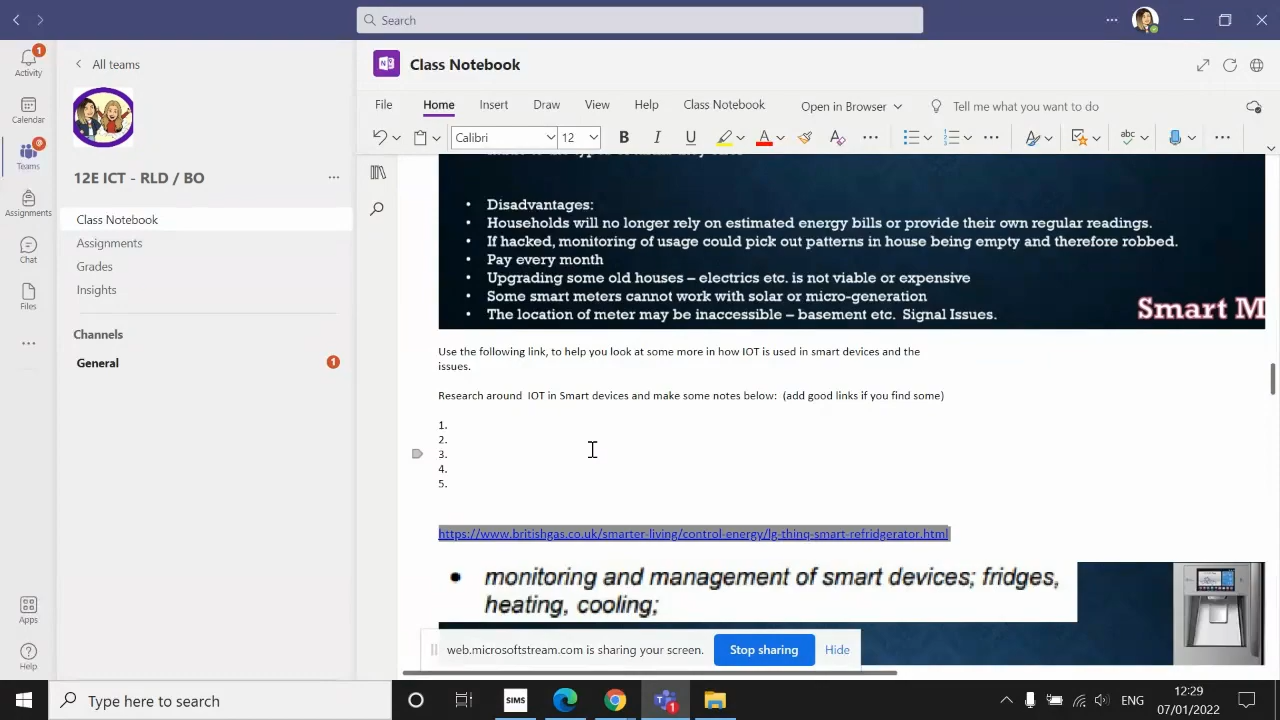 Search
Activity
Calendar
Teams
Assignments
Chat
Files
Apps
Help
All teams
12E ICT - RLD / BO
Class Notebook
Assignments
Grades
Insights
Channels
General
1
Class Notebook
File Home Insert Draw View Help Class Notebook Open in Browser Tell me what you want to do
Calibri 12 B I U A abc
Disadvantages:
• Households will no longer rely on estimated energy bills or provide their own regular readings.
• If hacked, monitoring of usage could pick out patterns in house being empty and therefore robbed.
• Pay every month
• Upgrading some old houses – electrics etc. is not viable or expensive
• Some smart meters cannot work with solar or micro-generation
• The location of meter may be inaccessible – basement etc. Signal Issues.
Smart M
Use the following link, to help you look at some more in how IOT is used in smart devices and the
issues.
Research around IOT in Smart devices and make some notes below: (add good links if you find some)
1.
2.
3.
4.
5.
https://www.britishgas.co.uk/smarter-living/control-energy/lg-thinq-smart-refridgerator.html
• monitoring and management of smart devices; fridges,
heating, cooling;
web.microsoftstream.com is sharing your screen. Stop sharing Hide
Type here to search
SIMS
ENG
12:29
07/01/2022